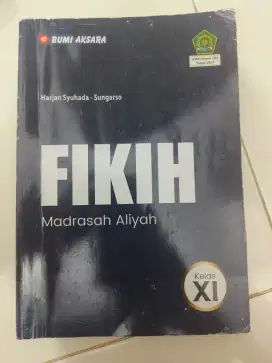 BUMI AKSARA
Harjan Syuhada - Sungarso
FIKIH
Madrasah Aliyah
Kelas
XI